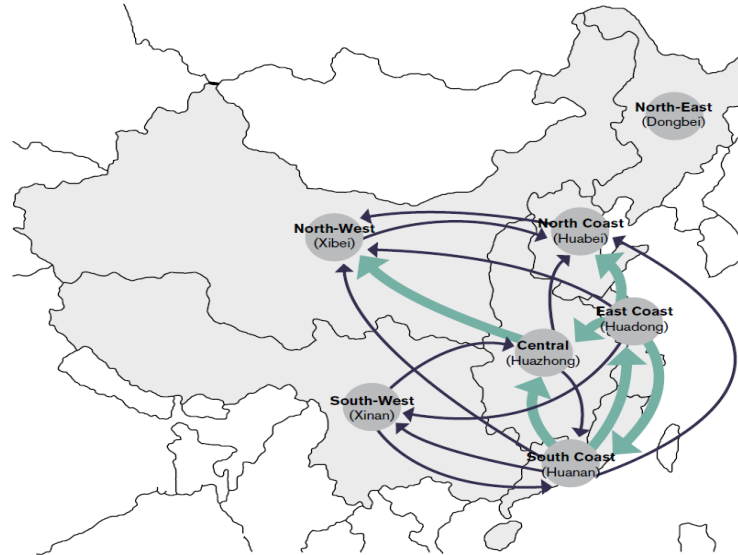 North-East
(Dongbei)
North-West
(Xibei)
North Coast
(Huabei)
East Coast
(Huadong)
Central
(Huazhong)
South-West
(Xinan)
South Coast
(Huanan)